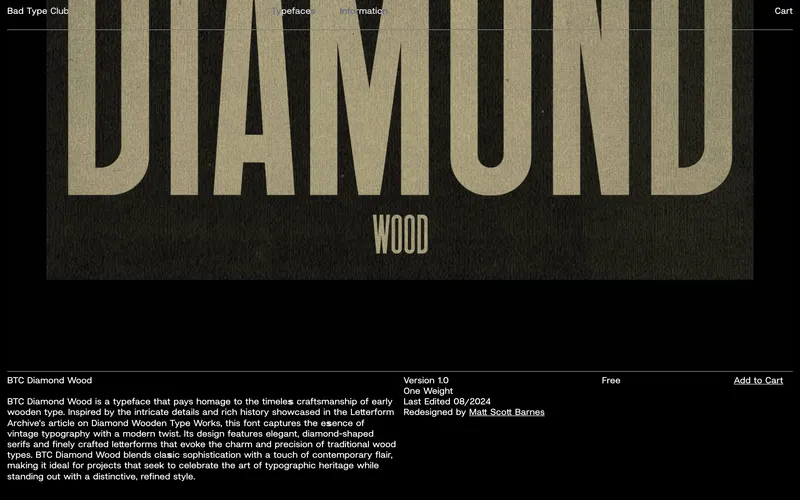 Bad Type Club
Typefaces
Information
Cart
DIAMOND
WOOD
BTC Diamond Wood
BTC Diamond Wood is a typeface that pays homage to the timeless craftsmanship of early
wooden type. Inspired by the intricate details and rich history showcased in the Letterform
Archive's article on Diamond Wooden Type Works, this font captures the essence of
vintage typography with a modern twist. Its design features elegant, diamond-shaped
serifs and finely crafted letterforms that evoke the charm and precision of traditional wood
types. BTC Diamond Wood blends classic sophistication with a touch of contemporary flair,
making it ideal for projects that seek to celebrate the art of typographic heritage while
standing out with a distinctive, refined style.
Version 1.0
One Weight
Last Edited 08/2024
Redesigned by Matt Scott Barnes
Free
Add to Cart